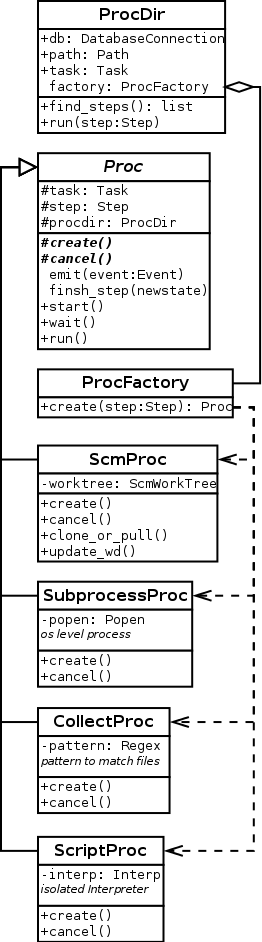 ProcDir
+db: DatabaseConnection
+path: Path
+task: Task
factory: ProcFactory
+find_steps(): list
+run(step:Step)
Proc
#task: Task
#step: Step
#procdir: ProcDir
#create()
#cancel()
emit(event:Event)
finsh_step(newstate)
+start()
+wait()
+run()
ProcFactory
+create(step:Step): Proc
ScmProc
-worktree: ScmWorkTree
+create()
+cancel()
+clone_or_pull()
+update_wd()
SubprocessProc
-popen: Popen
os level process
+create()
+cancel()
CollectProc
-pattern: Regex
pattern to match files
+create()
+cancel()
ScriptProc
-interp: Interp
isolated Interpreter
+create()
+cancel()